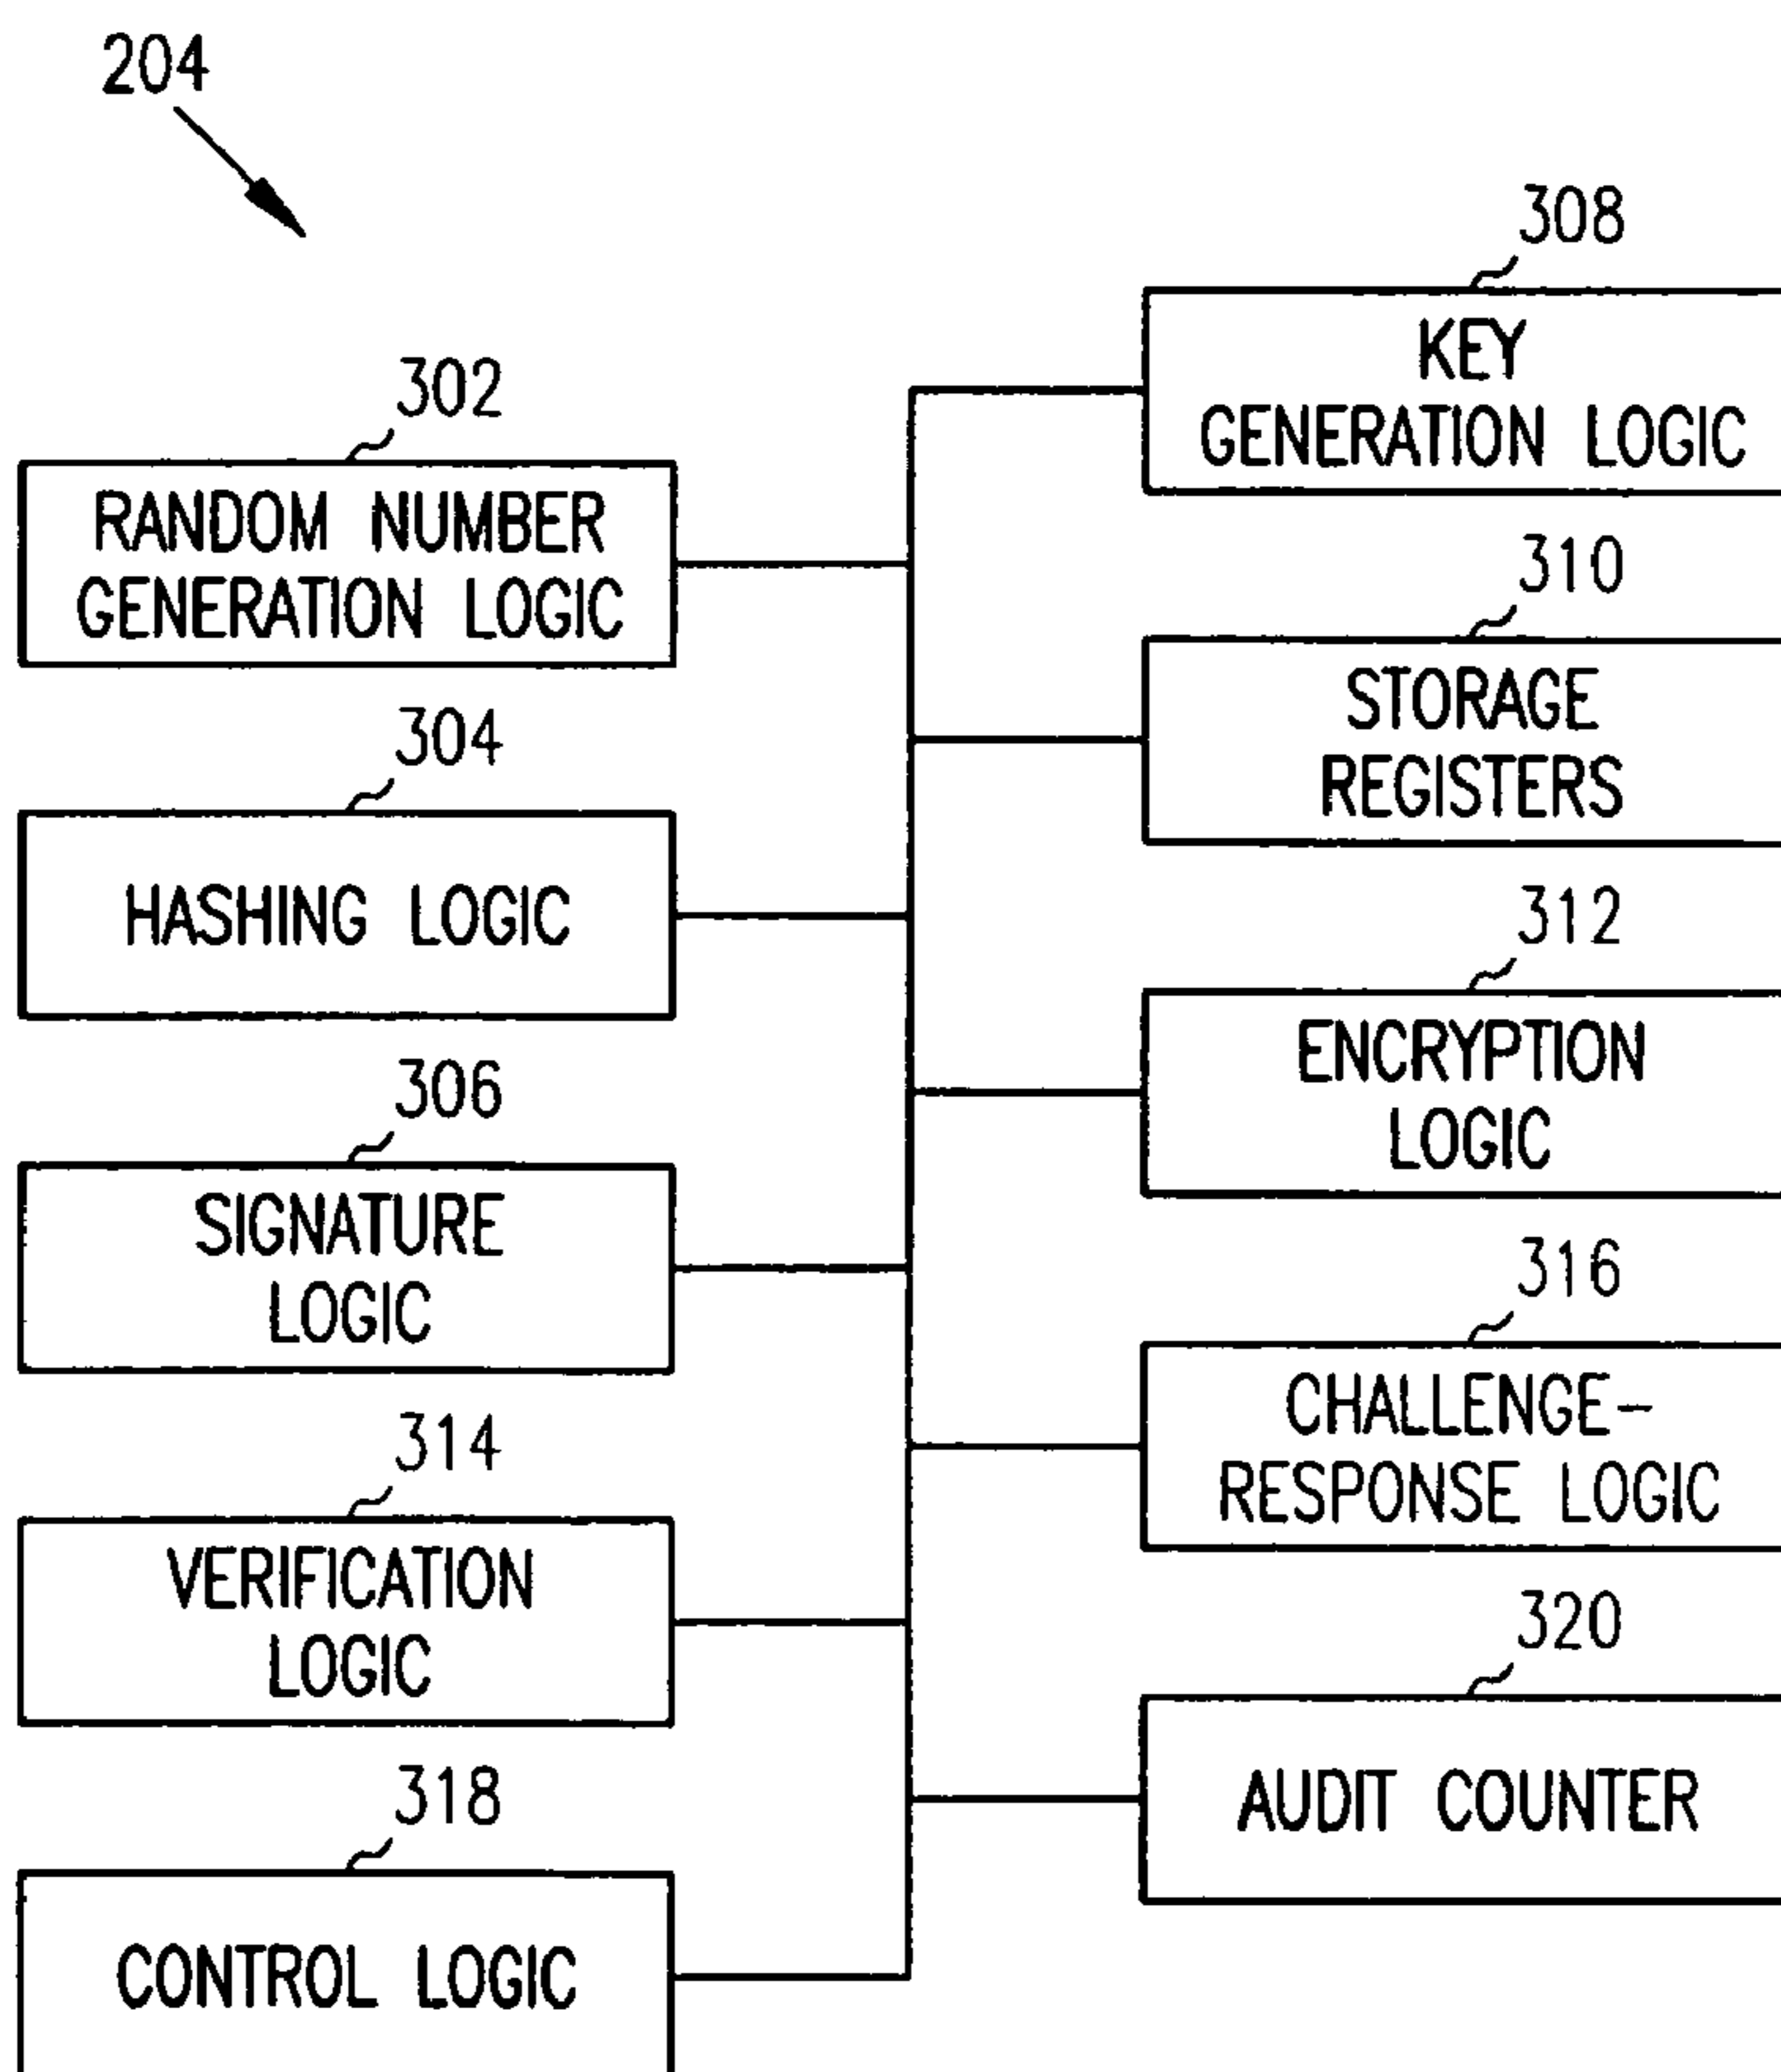 204
302
RANDOM NUMBER
GENERATION LOGIC
304
HASHING LOGIC
306
SIGNATURE
LOGIC
314
VERIFICATION
LOGIC
318
CONTROL LOGIC
308
KEY
GENERATION LOGIC
310
STORAGE
REGISTERS
312
ENCRYPTION
LOGIC
316
CHALLENGE-
RESPONSE LOGIC
320
AUDIT COUNTER